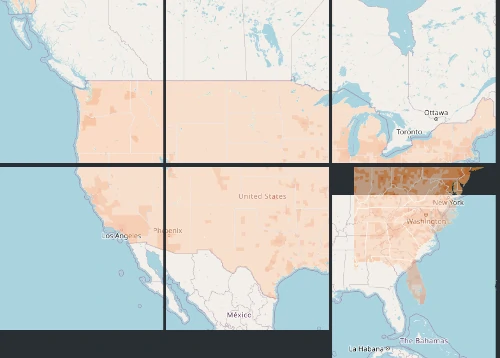 Ottawa
Toronto
United States
New York
Washington
Los Angeles
Phoenix
México
The Bahamas
La Habana